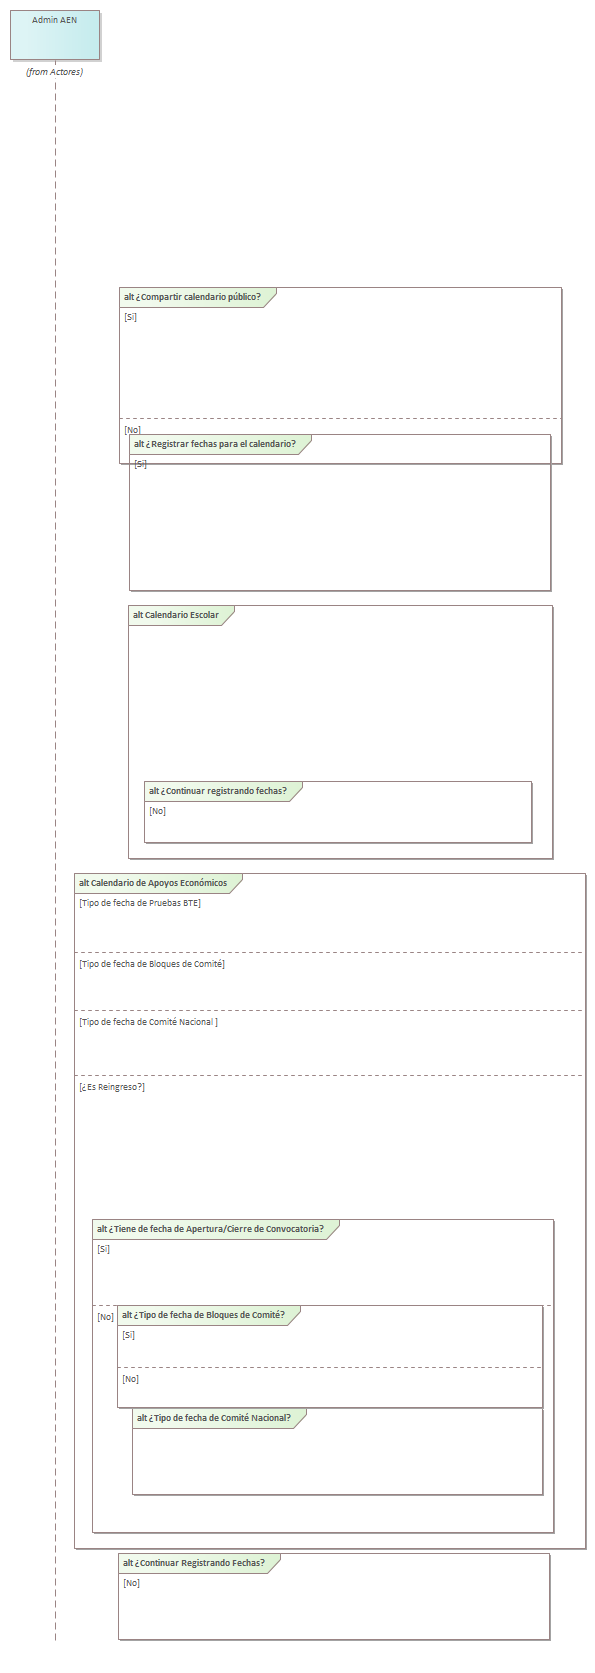 Admin AEN
(from Actores)
alt ¿Compartir calendario público?
[Si]
[No]
alt ¿Registrar fechas para el calendario?
[Si]
alt Calendario Escolar
alt ¿Continuar registrando fechas?
[No]
alt Calendario de Apoyos Económicos
[Tipo de fecha de Pruebas BTE]
[Tipo de fecha de Bloques de Comité]
[Tipo de fecha de Comité Nacional ]
[¿Es Reingreso?]
alt ¿Tiene de fecha de Apertura/Cierre de Convocatoria?
[Si]
[No]
alt ¿Tipo de fecha de Bloques de Comité?
[Si]
[No]
alt ¿Tipo de fecha de Comité Nacional?
alt ¿Continuar Registrando Fechas?
[No]